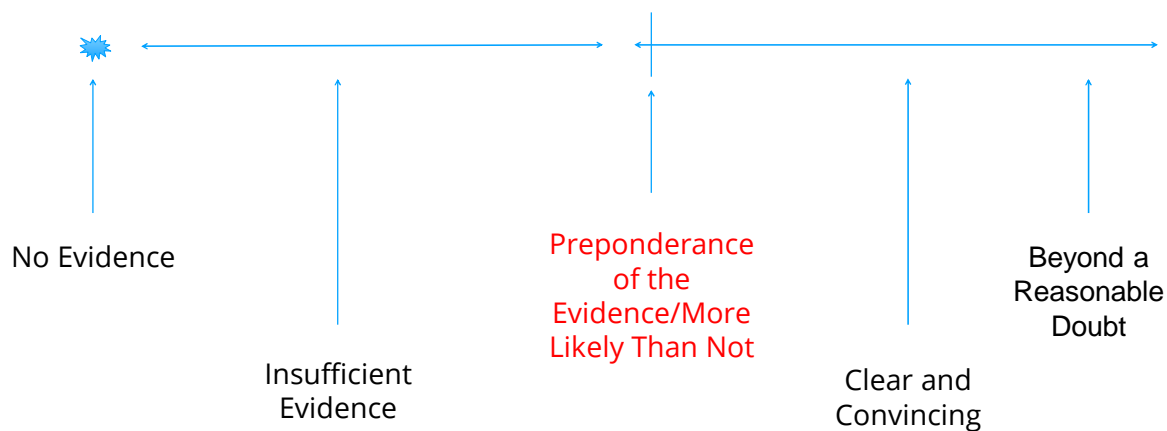 No Evidence
Insufficient
Evidence
Preponderance
of the
Evidence/More
Likely Than Not
Clear and
Convincing
Beyond a
Reasonable
Doubt